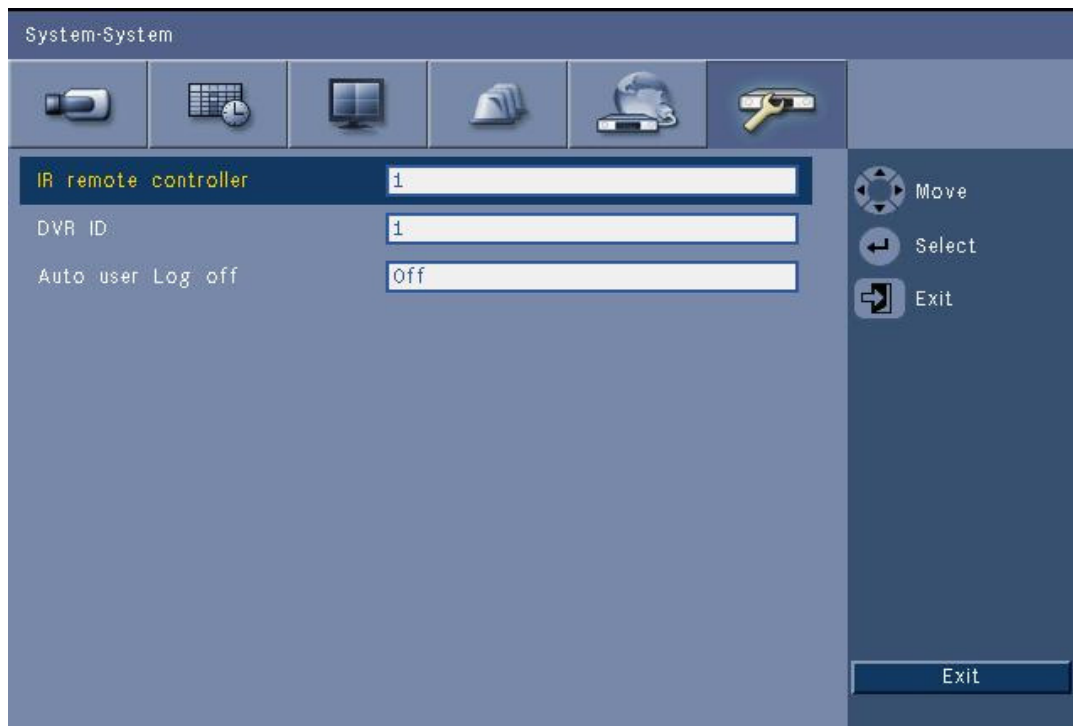 System-System
IR remote controller 1
DVR ID 1
Auto user Log off Off
Move
Select
Exit
Exit